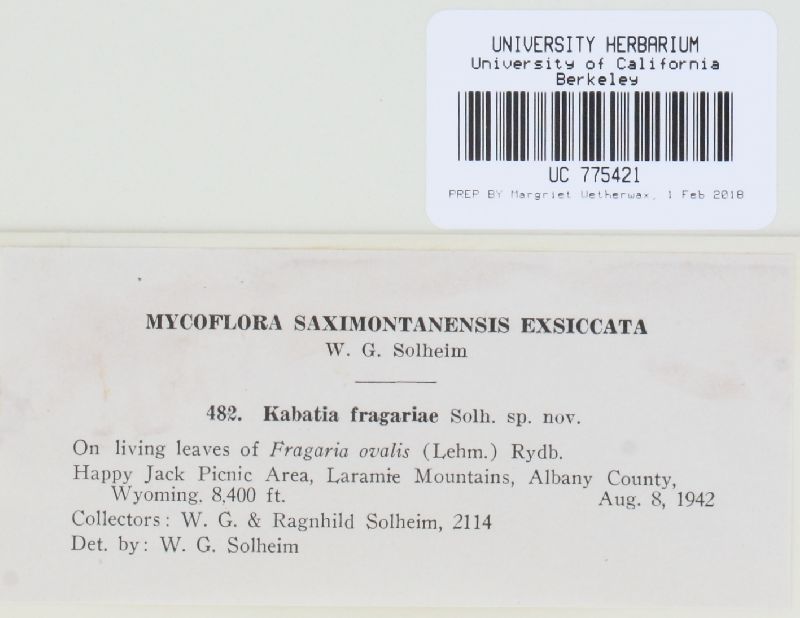 UNIVERSITY HERBARIUM
University of California
Berkeley
UC 775421
PREP BY Margriet Wetherwax, 1 Feb 2018
MYCOFLORA SAXIMONTANENSIS EXSICCATA
W. G. Solheim
482. Kabatia fragariae Solh. sp. nov.
On living leaves of Fragaria ovalis (Lehm.) Rydb.
Happy Jack Picnic Area, Laramie Mountains, Albany County,
Wyoming. 8,400 ft. Aug. 8, 1942
Collectors: W. G. & Ragnhild Solheim, 2114
Det. by: W. G. Solheim